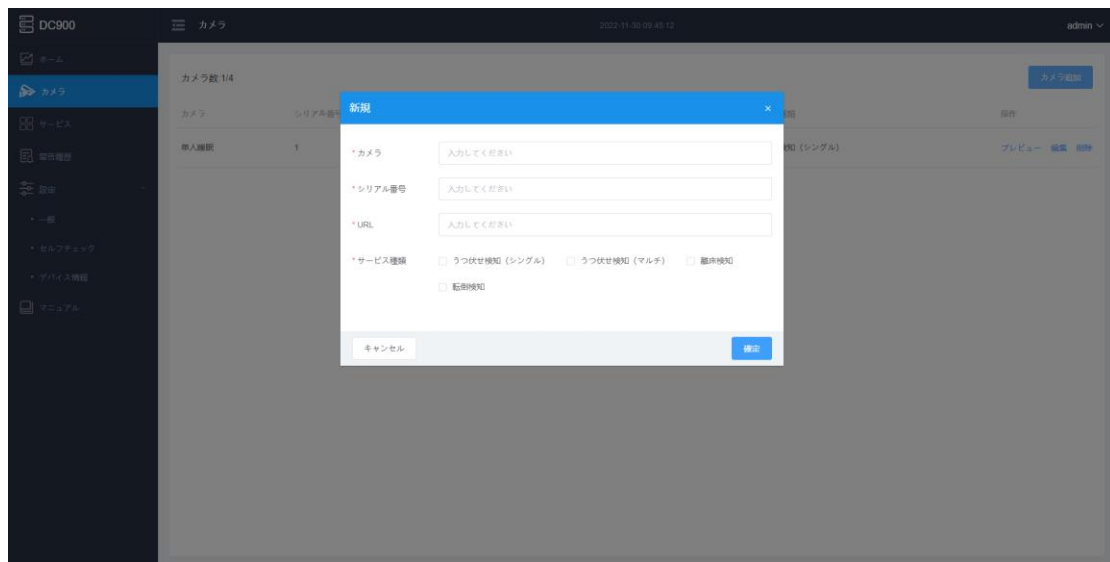 DC900
カメラ
2022-11-30 09:45:12
admin
ホーム
カメラ
サービス
警告履歴
設定
• 一般
• セルフチェック
• デバイス情報
マニュアル
カメラ数:1/4
カメラ追加
カメラ
シリアル番号
操作
単人睡眠
1
検知 (シングル)
プレビュー 編集 削除
新規
×
* カメラ
入力してください
* シリアル番号
入力してください
* URL
入力してください
* サービス種類
うつ伏せ検知 (シングル)
うつ伏せ検知 (マルチ)
離床検知
転倒検知
キャンセル
確定